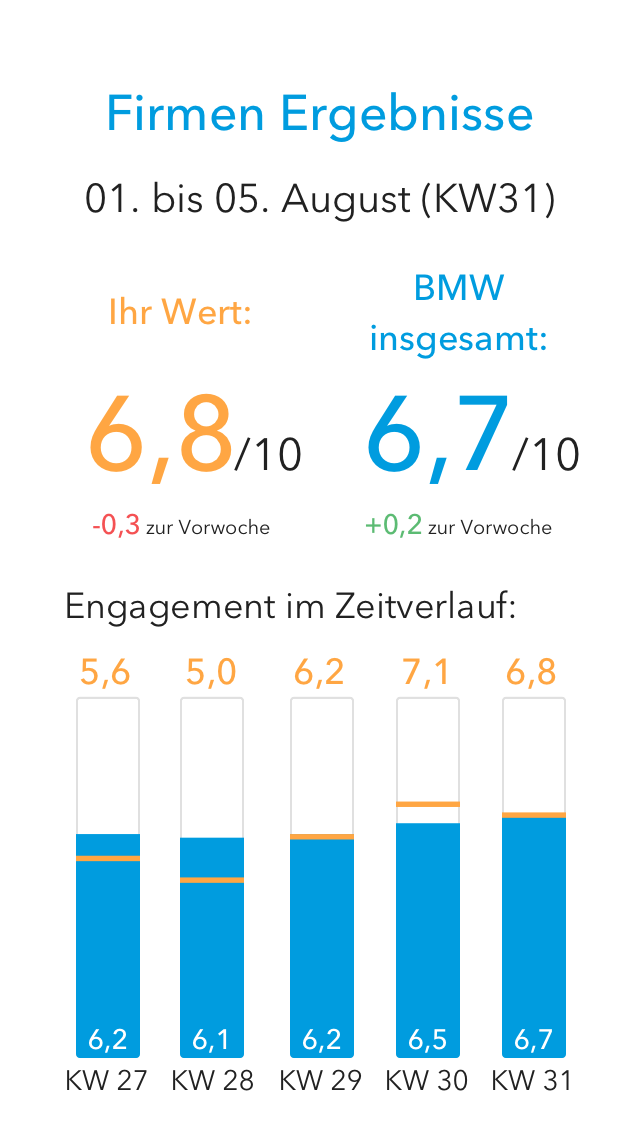 Firmen Ergebnisse
01. bis 05. August (KW31)
Ihr Wert:
6,8/10
-0,3 zur Vorwoche
BMW
insgesamt:
6,7/10
+0,2 zur Vorwoche
Engagement im Zeitverlauf:
5,6 5,0 6,2 7,1 6,8
6,2 6,1 6,2 6,5 6,7
KW 27 KW 28 KW 29 KW 30 KW 31